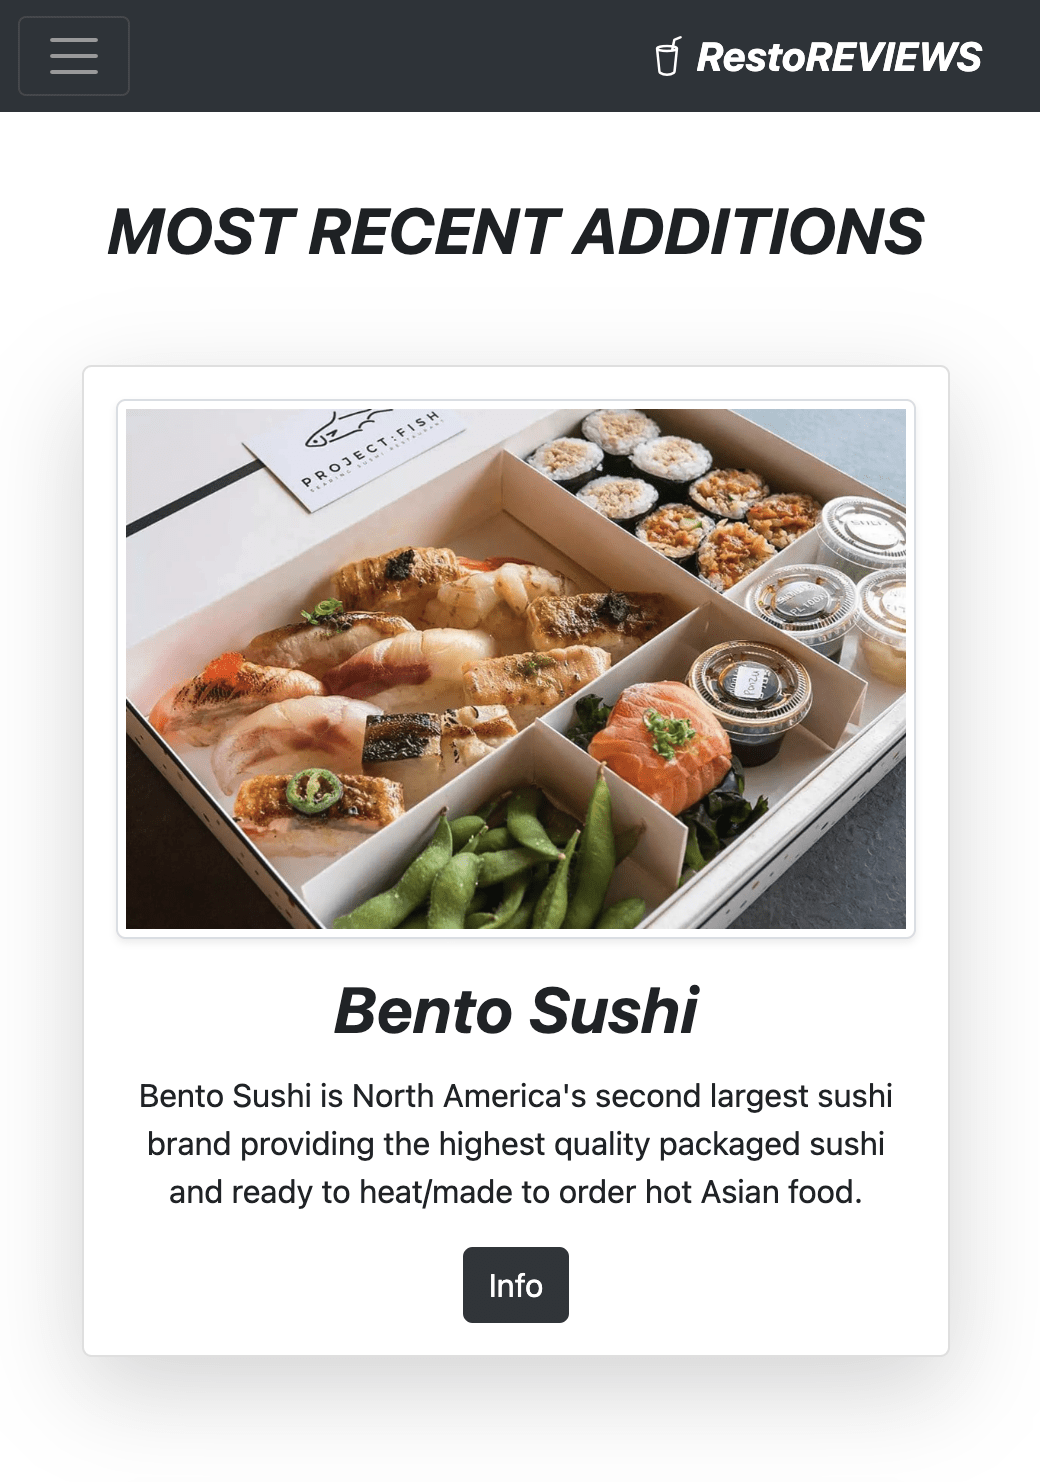 RestoREVIEWS
MOST RECENT ADDITIONS
PROJECT:FISH
Ponzu
Bento Sushi
Bento Sushi is North America's second largest sushi
brand providing the highest quality packaged sushi
and ready to heat/made to order hot Asian food.
Info